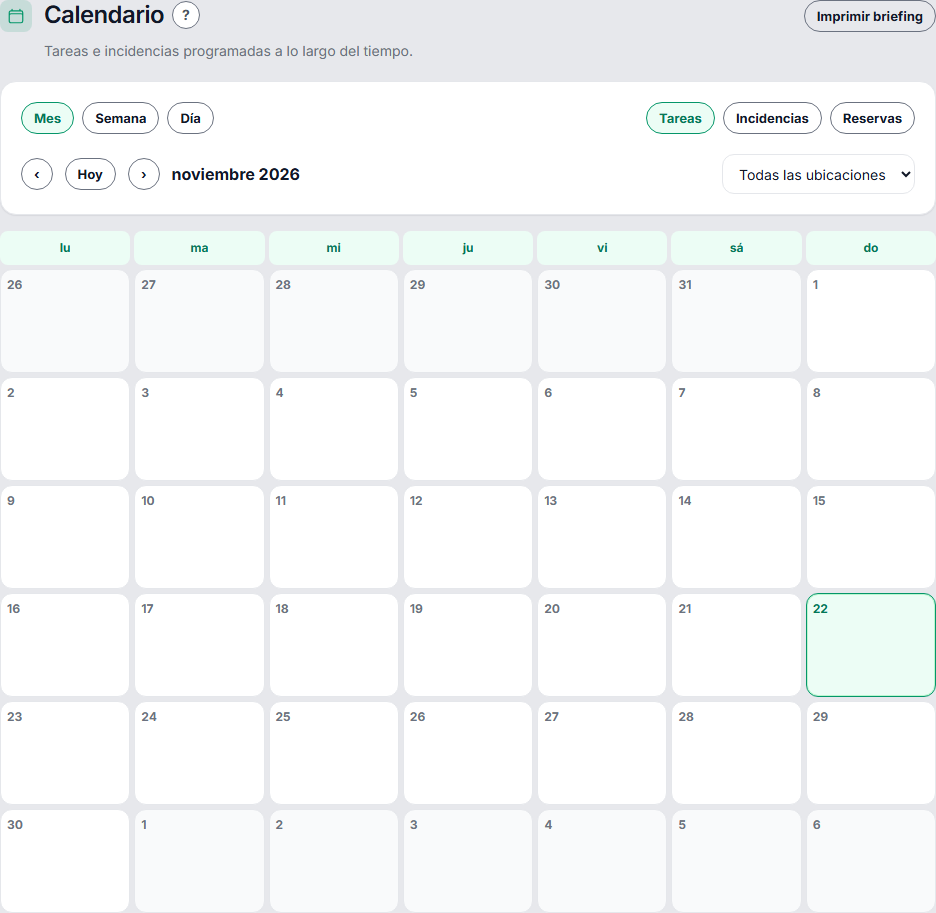 Calendario ?
Imprimir briefing
Tareas e incidencias programadas a lo largo del tiempo.
Mes Semana Día
Tareas Incidencias Reservas
‹ Hoy › noviembre 2026
Todas las ubicaciones
lu ma mi ju vi sá do
26 27 28 29 30 31 1
2 3 4 5 6 7 8
9 10 11 12 13 14 15
16 17 18 19 20 21 22
23 24 25 26 27 28 29
30 1 2 3 4 5 6